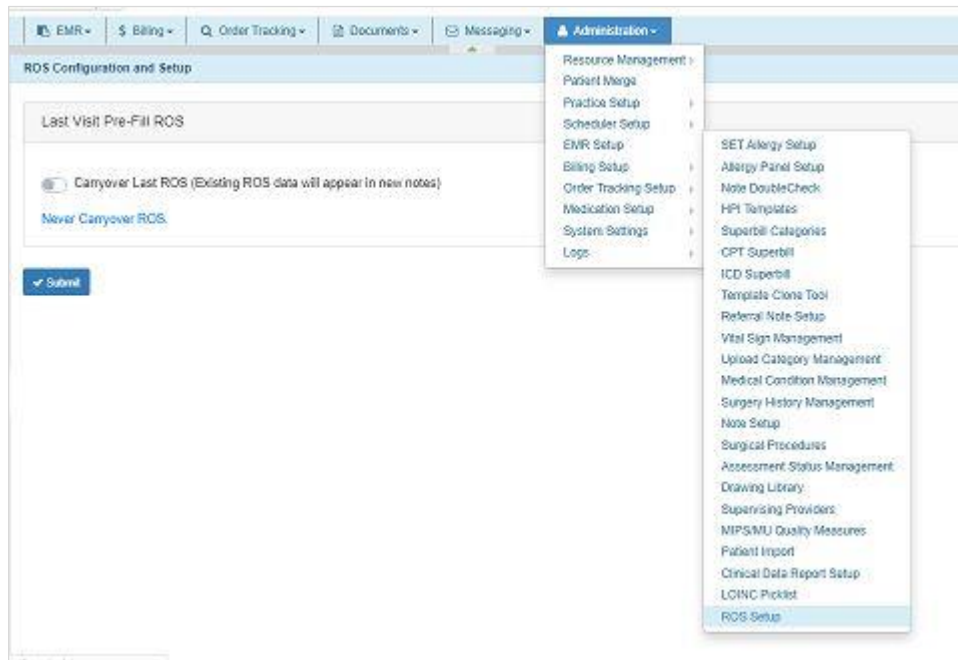 EMR
$ Billing
Order Tracking
Documents
Messaging
Administration
ROS Configuration and Setup
Last Visit Pre-Fill ROS
Carryover Last ROS (Existing ROS data will appear in new notes)
Never Carryover ROS.
Submit
Resource Management
Patient Merge
Practice Setup
Scheduler Setup
EMR Setup
Billing Setup
Order Tracking Setup
Medication Setup
System Settings
Logs
SET Allergy Setup
Allergy Panel Setup
Note DoubleCheck
HPI Templates
Superbill Categories
CPT Superbill
ICD Superbill
Template Clone Tool
Referral Note Setup
Vital Sign Management
Upload Category Management
Medical Condition Management
Surgery History Management
Note Setup
Surgical Procedures
Assessment Status Management
Drawing Library
Supervising Providers
MIPS/MU Quality Measures
Patient Import
Clinical Data Report Setup
LOINC Picklist
ROS Setup